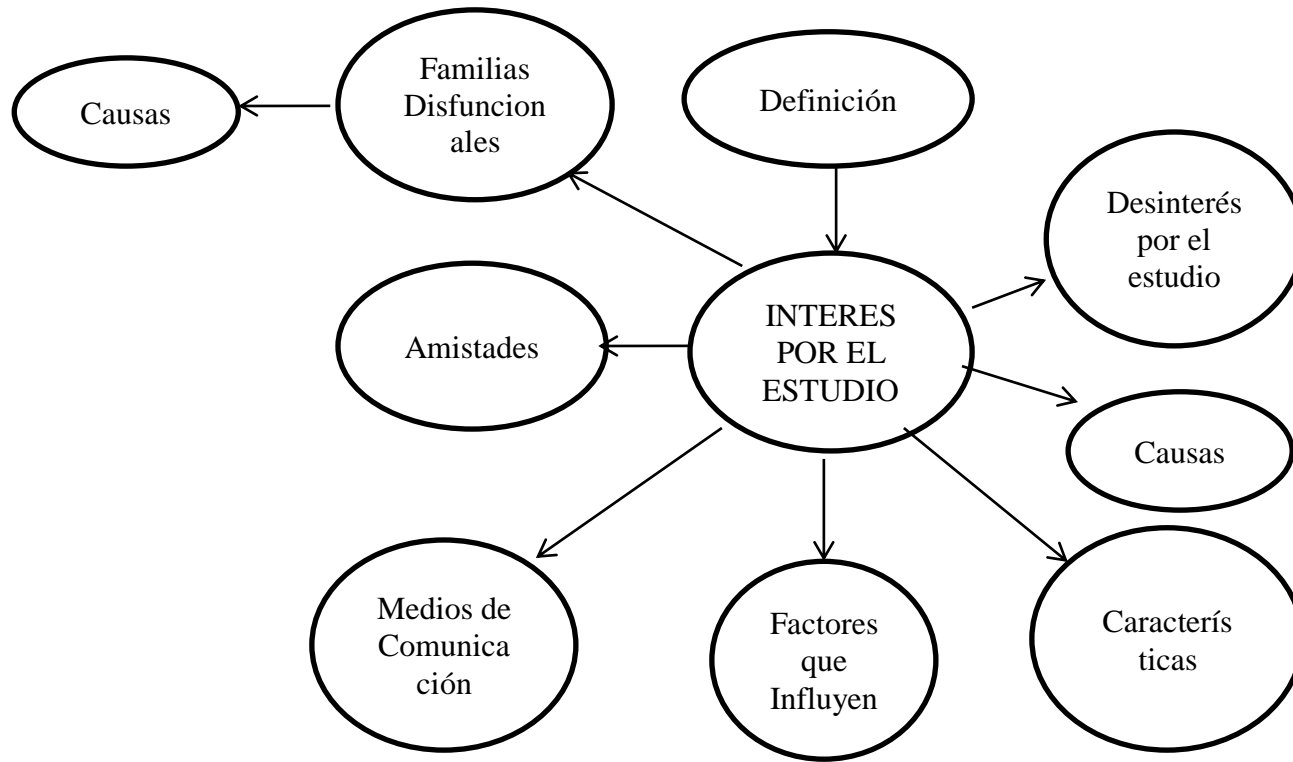 Familias
Disfuncion
ales
Definición
Causas
Desinterés
por el
estudio
INTERES
POR EL
ESTUDIO
Amistades
Causas
Medios de
Comunica
ción
Factores
que
Influyen
Caracterís
ticas